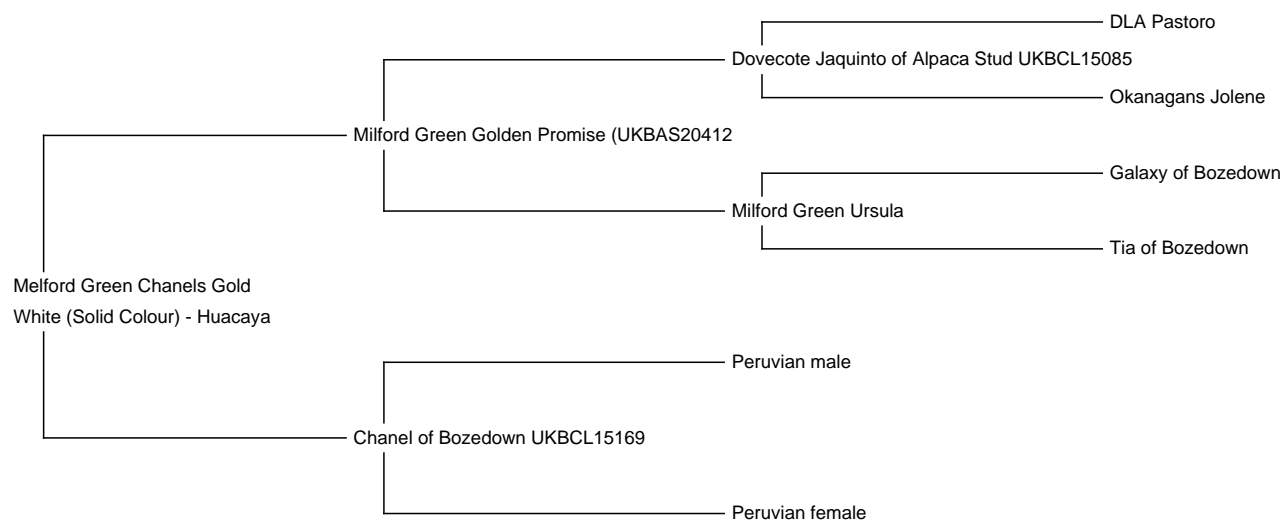 DLA Pastoro
Dovecote Jaquinto of Alpaca Stud UKBCL15085
Okanagans Jolene
Milford Green Golden Promise (UKBAS20412
Galaxy of Bozedown
Milford Green Ursula
Tia of Bozedown
Melford Green Chanels Gold
White (Solid Colour) - Huacaya
Peruvian male
Chanel of Bozedown UKBCL15169
Peruvian female